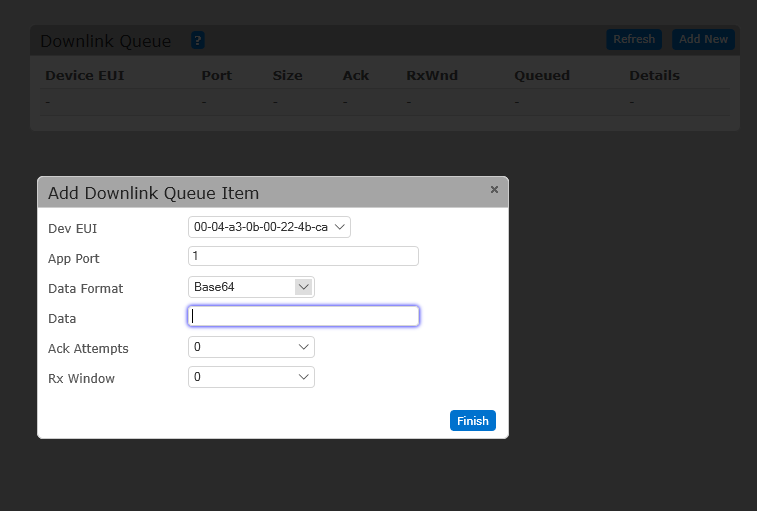 Downlink Queue ? Refresh Add New
Device EUI Port Size Ack RxWnd Queued Details
- - - - - - -
Add Downlink Queue Item ×
Dev EUI 00-04-a3-0b-00-22-4b-ca
App Port 1
Data Format Base64
Data
Ack Attempts 0
Rx Window 0
Finish